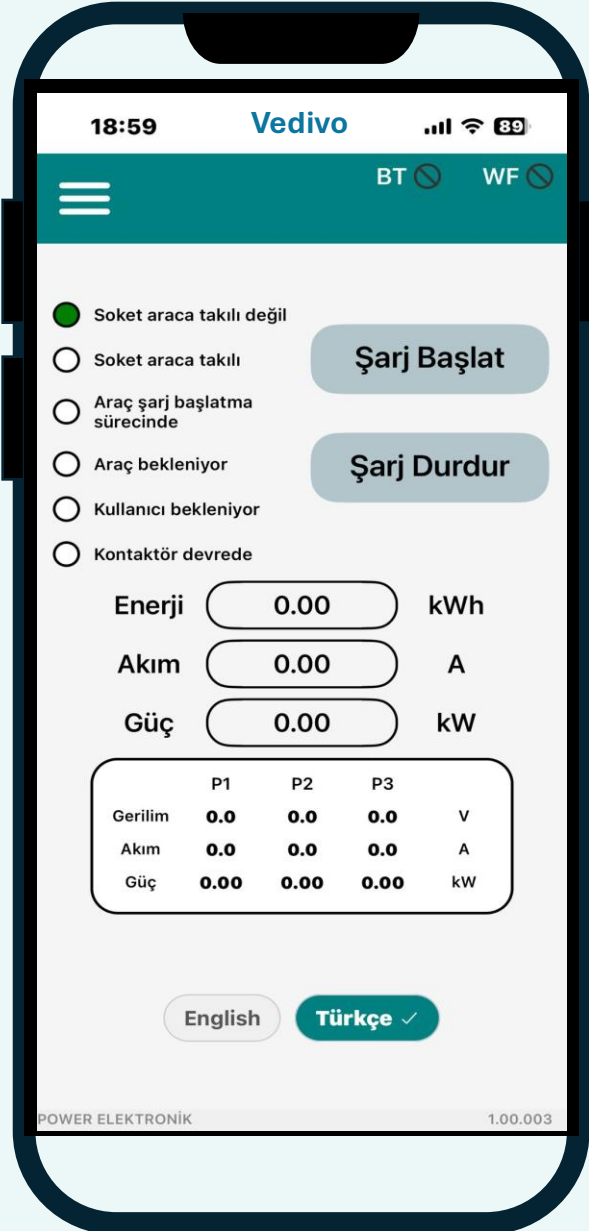 18:59 Vedivo 89
BT WF
Soket araca takılı değil
Soket araca takılı
Araç şarj başlatma
sürecinde
Araç bekleniyor
Kullanıcı bekleniyor
Kontaktör devrede
Şarj Başlat
Şarj Durdur
Enerji 0.00 kWh
Akım 0.00 A
Güç 0.00 kW
P1 P2 P3
Gerilim 0.0 0.0 0.0 V
Akım 0.0 0.0 0.0 A
Güç 0.00 0.00 0.00 kW
English Türkçe ✓
POWER ELEKTRONİK 1.00.003